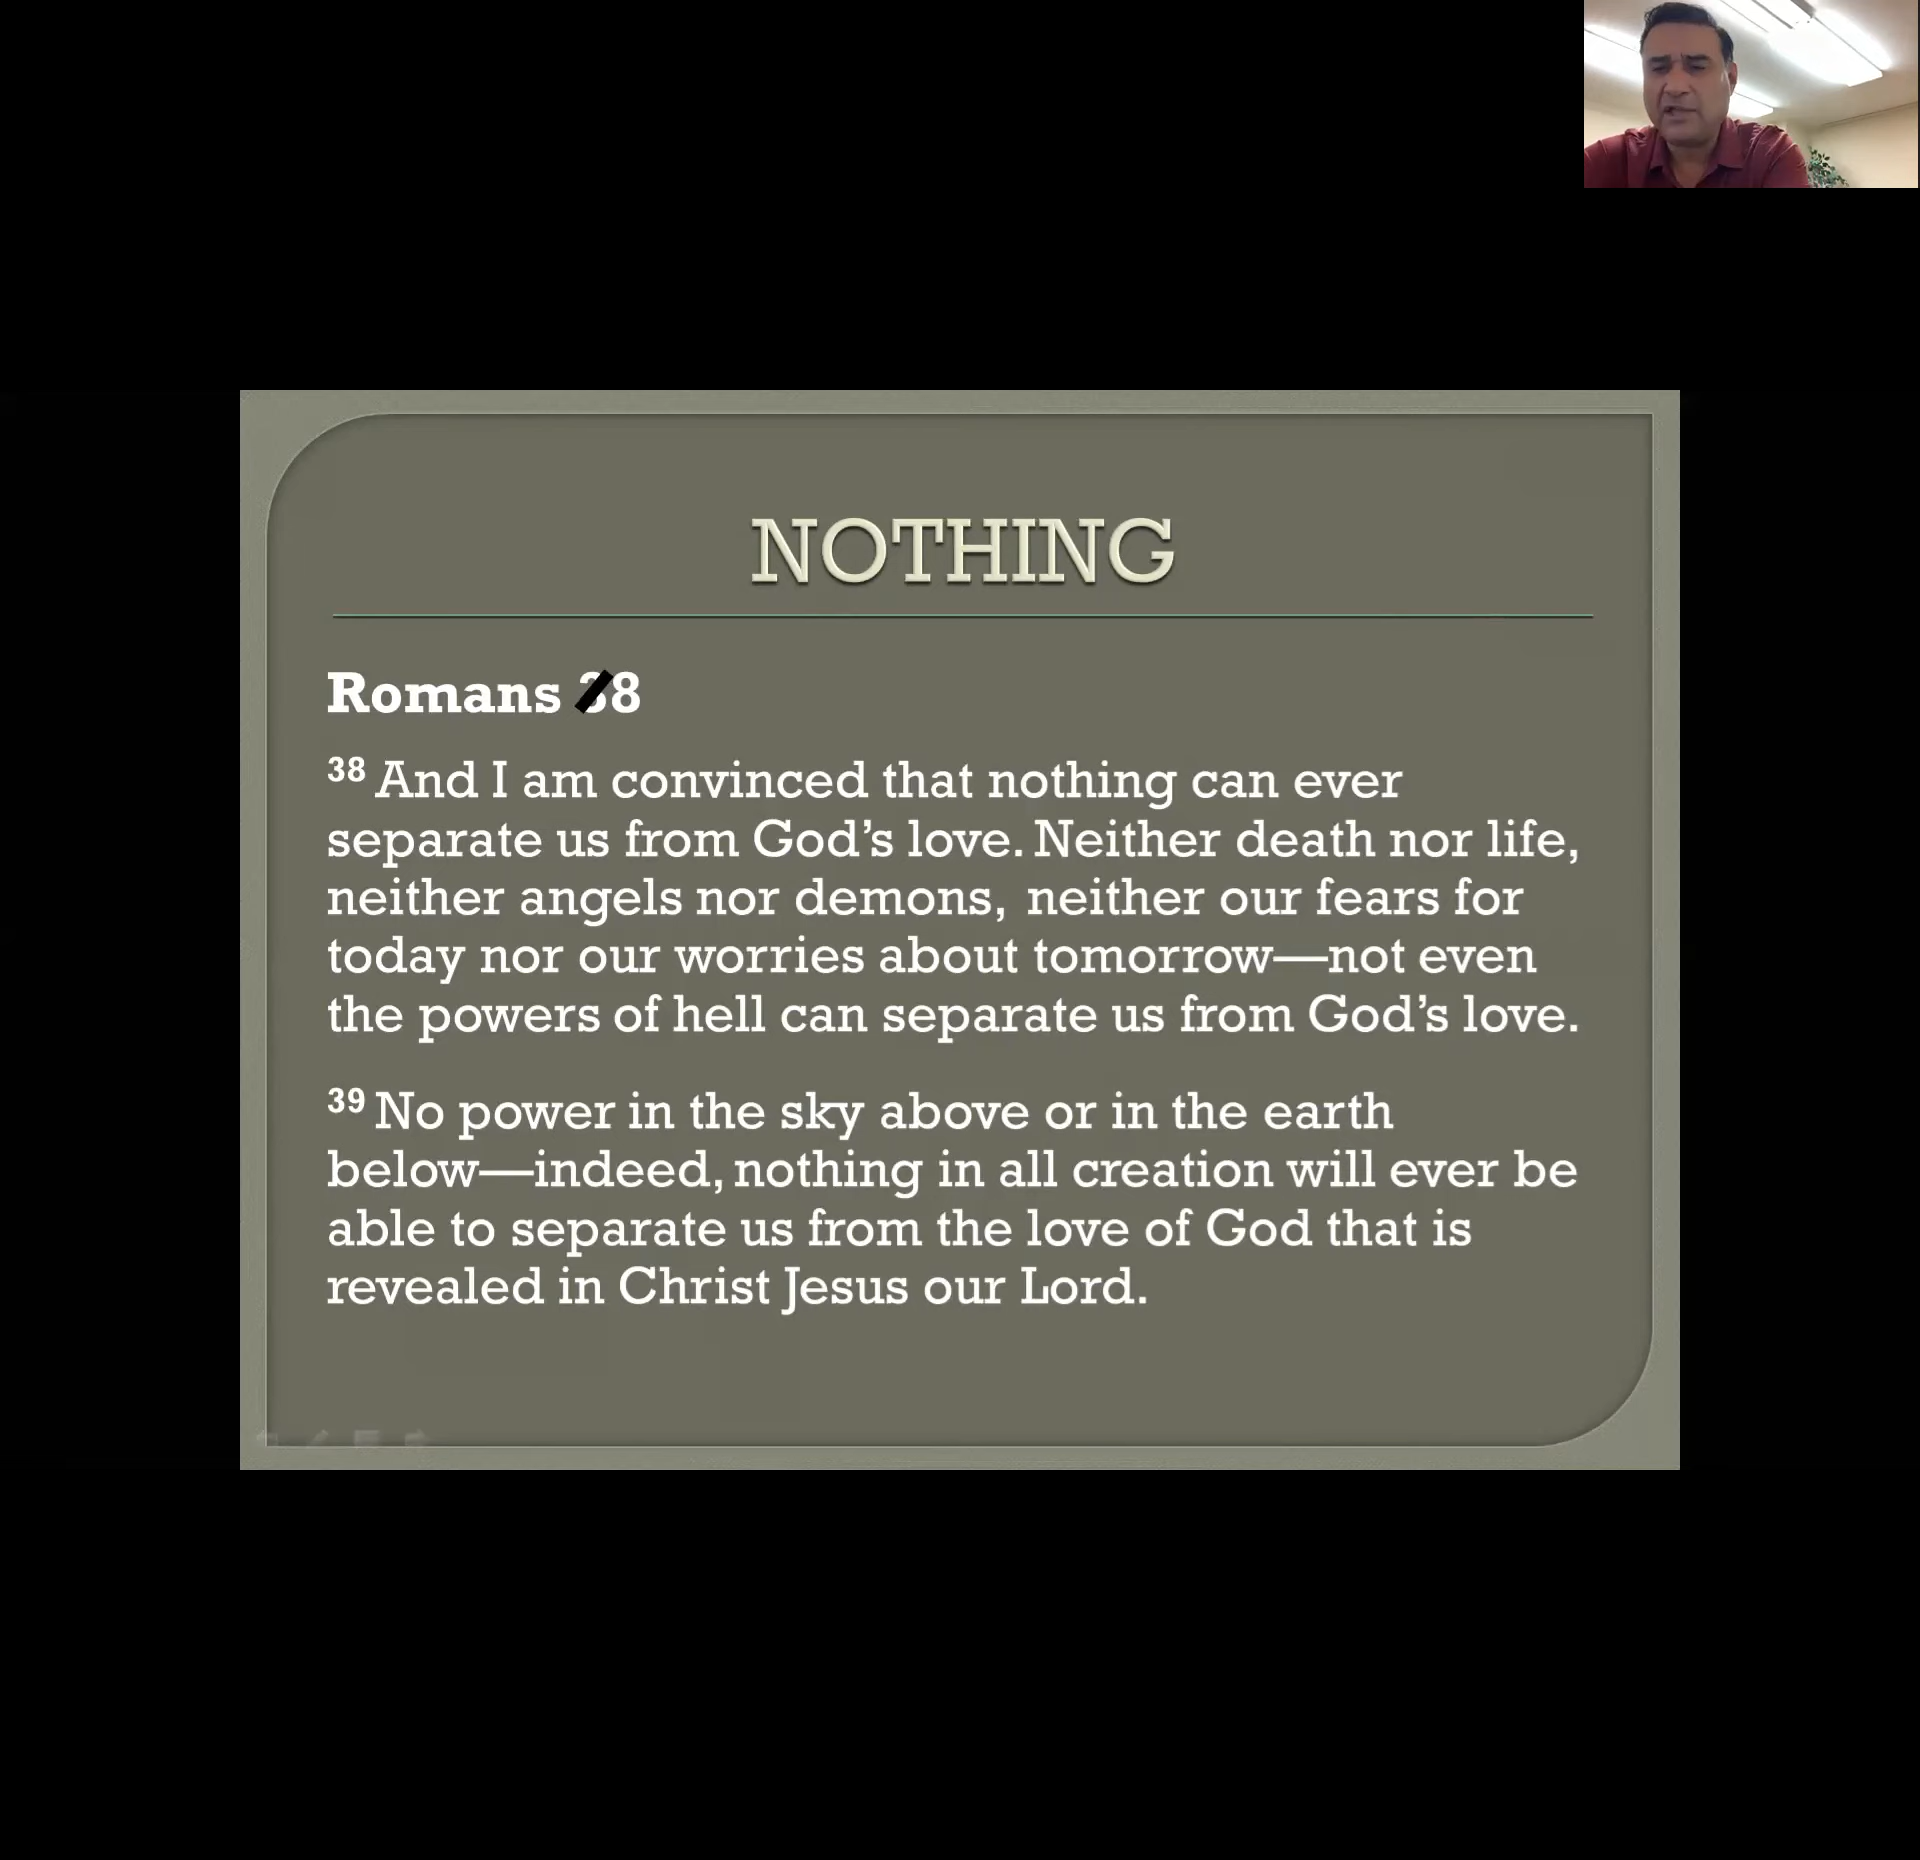 NOTHING
Romans 38
38 And I am convinced that nothing can ever
separate us from God’s love. Neither death nor life,
neither angels nor demons, neither our fears for
today nor our worries about tomorrow—not even
the powers of hell can separate us from God’s love.
39 No power in the sky above or in the earth
below—indeed, nothing in all creation will ever be
able to separate us from the love of God that is
revealed in Christ Jesus our Lord.